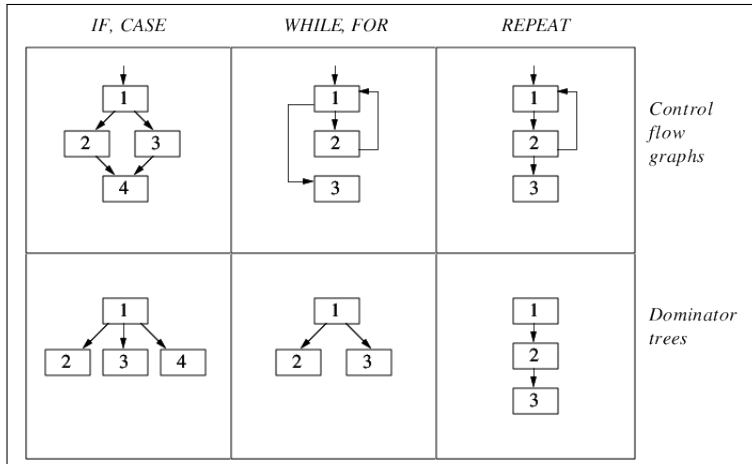 IF, CASE
WHILE, FOR
REPEAT
1
2 3
4
1
2
3
1
2
3
Control
flow
graphs
1
2 3 4
1
2 3
1
2
3
Dominator
trees